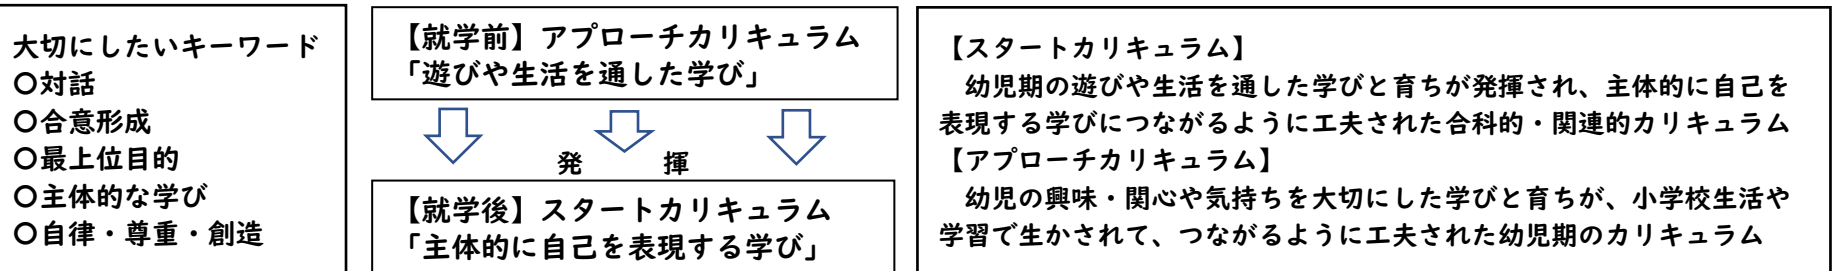 大切にしたいキーワード
〇対話
〇合意形成
〇最上位目的
〇主体的な学び
〇自律・尊重・創造
【就学前】アプローチカリキュラム
「遊びや生活を通した学び」
発 揮
【就学後】スタートカリキュラム
「主体的に自己を表現する学び」
【スタートカリキュラム】
　幼児期の遊びや生活を通した学びと育ちが発揮され、主体的に自己を
表現する学びにつながるように工夫された合科的・関連的カリキュラム
【アプローチカリキュラム】
　幼児の興味・関心や気持ちを大切にした学びと育ちが、小学校生活や
学習で生かされて、つながるように工夫された幼児期のカリキュラム